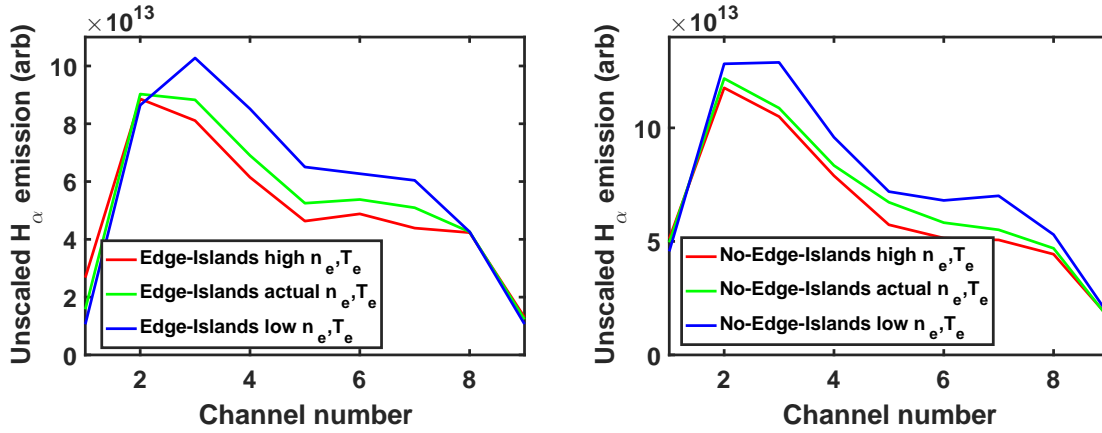 ×10^13
Unscaled H_α emission (arb)
10
8
6
4
2
0
Edge-Islands high n_e,T_e
Edge-Islands actual n_e,T_e
Edge-Islands low n_e,T_e
2 4 6 8
Channel number
×10^13
Unscaled H_α emission (arb)
10
5
0
No-Edge-Islands high n_e,T_e
No-Edge-Islands actual n_e,T_e
No-Edge-Islands low n_e,T_e
2 4 6 8
Channel number